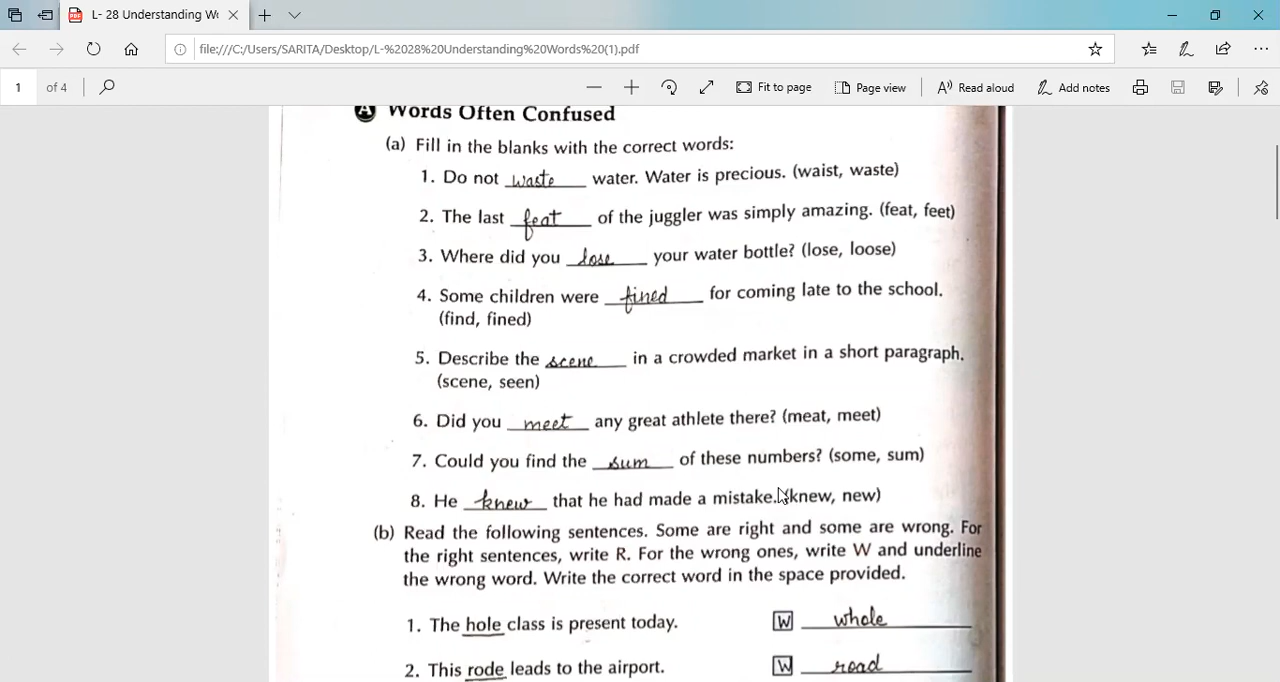 L- 28 Understanding Wo
file:///C:/Users/SARITA/Desktop/L-%2028%20Understanding%20Words%20(1).pdf
1 of 4 Fit to page Page view Read aloud Add notes
A Words Often Confused
(a) Fill in the blanks with the correct words:
1. Do not waste water. Water is precious. (waist, waste)
2. The last feat of the juggler was simply amazing. (feat, feet)
3. Where did you lose your water bottle? (lose, loose)
4. Some children were fined for coming late to the school.
(find, fined)
5. Describe the scene in a crowded market in a short paragraph.
(scene, seen)
6. Did you meet any great athlete there? (meat, meet)
7. Could you find the sum of these numbers? (some, sum)
8. He knew that he had made a mistake. (knew, new)
(b) Read the following sentences. Some are right and some are wrong. For
the right sentences, write R. For the wrong ones, write W and underline
the wrong word. Write the correct word in the space provided.
1. The hole class is present today. W whole
2. This rode leads to the airport. W road